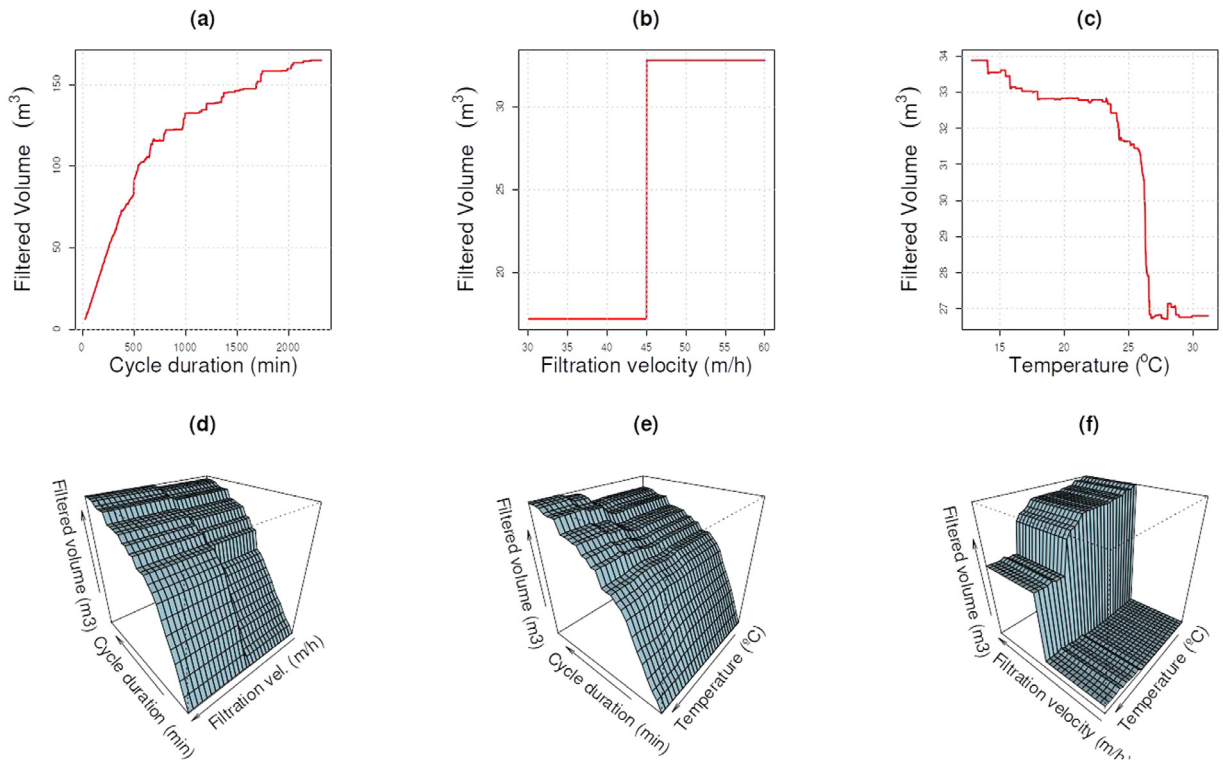 (a)
Filtered Volume (m3)
0 50 100 150
0 500 1000 1500 2000
Cycle duration (min)
(b)
Filtered Volume (m3)
20 25 30
30 35 40 45 50 55 60
Filtration velocity (m/h)
(c)
Filtered Volume (m3)
27 28 29 30 31 32 33 34
15 20 25 30
Temperature (ºC)
(d)
Filtered volume (m3)
Cycle duration (min)
Filtration vel. (m/h)
(e)
Filtered volume (m3)
Cycle duration (min)
Temperature (ºC)
(f)
Filtered volume (m3)
Filtration velocity (m/h)
Temperature (ºC)